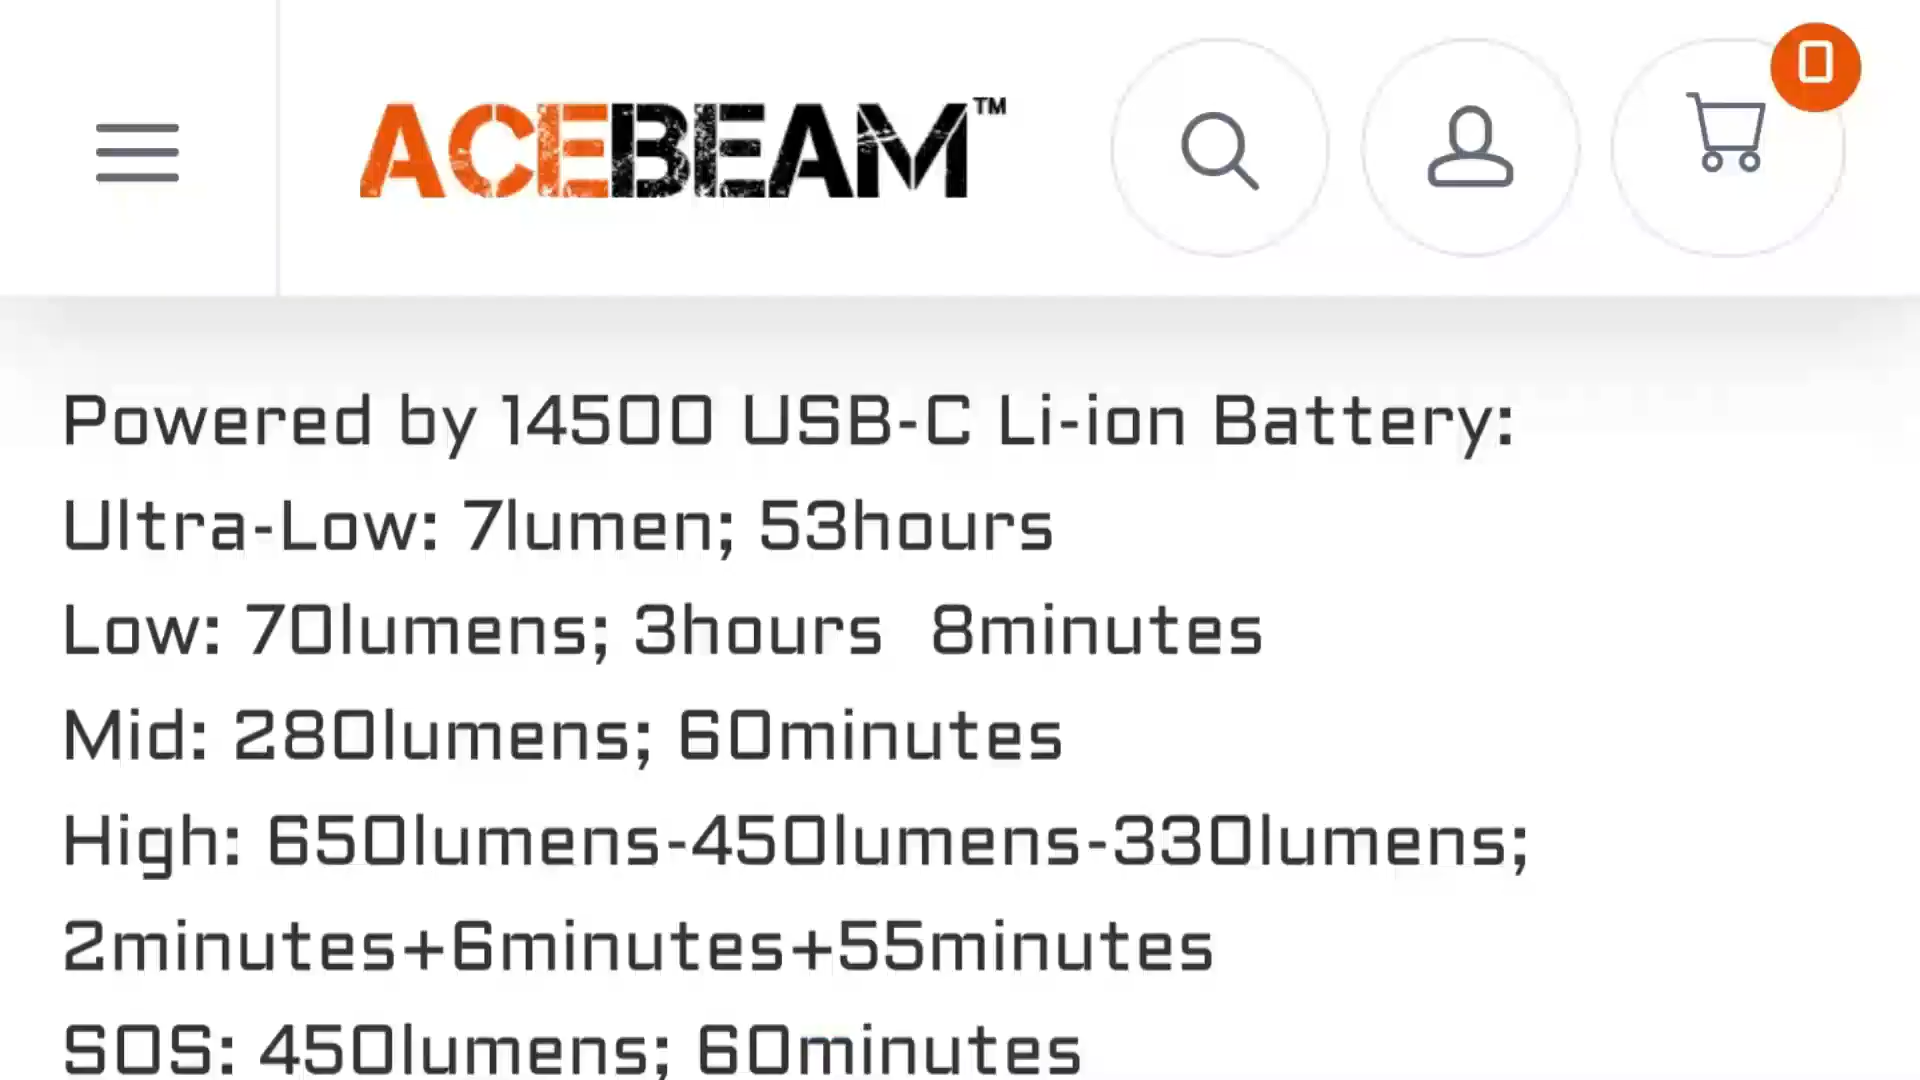 ACEBEAM™
0
Powered by 14500 USB-C Li-ion Battery:
Ultra-Low: 7lumen; 53hours
Low: 70lumens; 3hours  8minutes
Mid: 280lumens; 60minutes
High: 650lumens-450lumens-330lumens;
2minutes+6minutes+55minutes
SOS: 450lumens; 60minutes